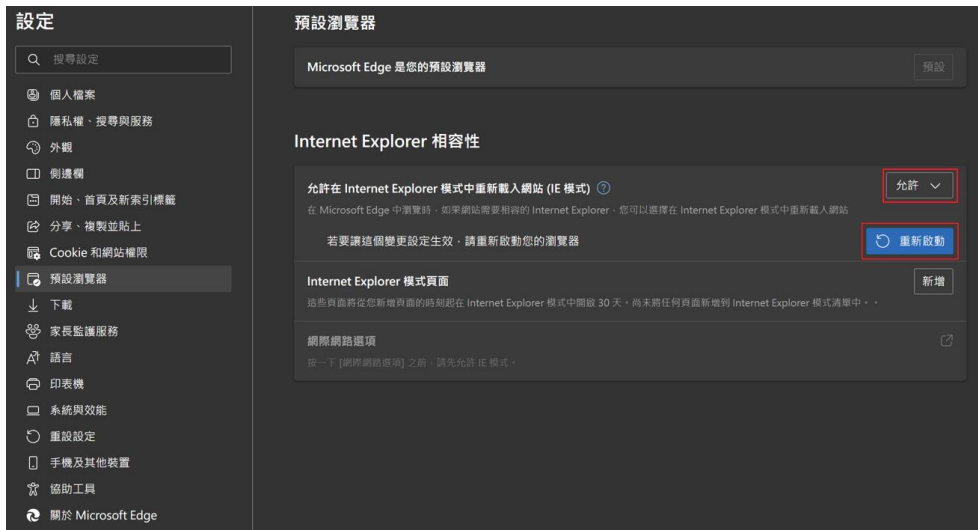 設定
搜尋設定
個人檔案
隱私權、搜尋與服務
外觀
側邊欄
開始、首頁及新索引標籤
分享、複製並貼上
Cookie 和網站權限
預設瀏覽器
下載
家長監護服務
語言
印表機
系統與效能
重設設定
手機及其他裝置
協助工具
關於 Microsoft Edge
預設瀏覽器
Microsoft Edge 是您的預設瀏覽器
預設
Internet Explorer 相容性
允許在 Internet Explorer 模式中重新載入網站 (IE 模式)
允許
在 Microsoft Edge 中瀏覽時，如果網站需要相容的 Internet Explorer，您可以選擇在 Internet Explorer 模式中重新載入網站
若要讓這個變更設定生效，請重新啟動您的瀏覽器
重新啟動
Internet Explorer 模式頁面
新增
這些頁面將從您新增頁面的時刻起在 Internet Explorer 模式中開啟 30 天。尚未將任何頁面新增到 Internet Explorer 模式清單中。。
網際網路選項
按一下 [網際網路選項] 之前，請先允許 IE 模式。